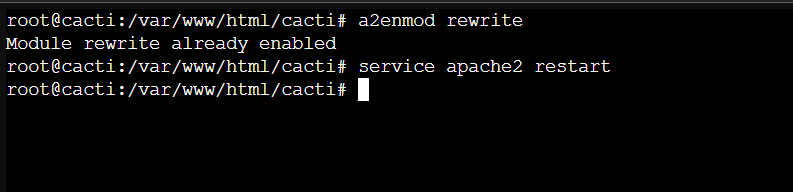 root@cacti:/var/www/html/cacti# a2enmod rewrite
Module rewrite already enabled
root@cacti:/var/www/html/cacti# service apache2 restart
root@cacti:/var/www/html/cacti#